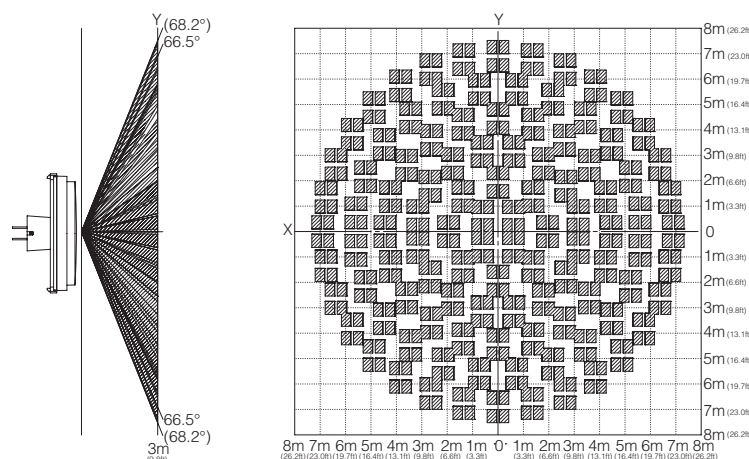 Y
(68.2°)
66.5°
66.5°
(68.2°)
3m
(9.8ft)
Y
X
8m (26.2ft)
7m (23.0ft)
6m (19.7ft)
5m (16.4ft)
4m (13.1ft)
3m (9.8ft)
2m (6.6ft)
1m (3.3ft)
0
1m (3.3ft)
2m (6.6ft)
3m (9.8ft)
4m (13.1ft)
5m (16.4ft)
6m (19.7ft)
7m (23.0ft)
8m (26.2ft)
8m 7m 6m 5m 4m 3m 2m 1m 0 1m 2m 3m 4m 5m 6m 7m 8m
(26.2ft) (23.0ft) (19.7ft) (16.4ft) (13.1ft) (9.8ft) (6.6ft) (3.3ft) (3.3ft) (6.6ft) (9.8ft) (13.1ft) (16.4ft) (19.7ft) (23.0ft) (26.2ft)